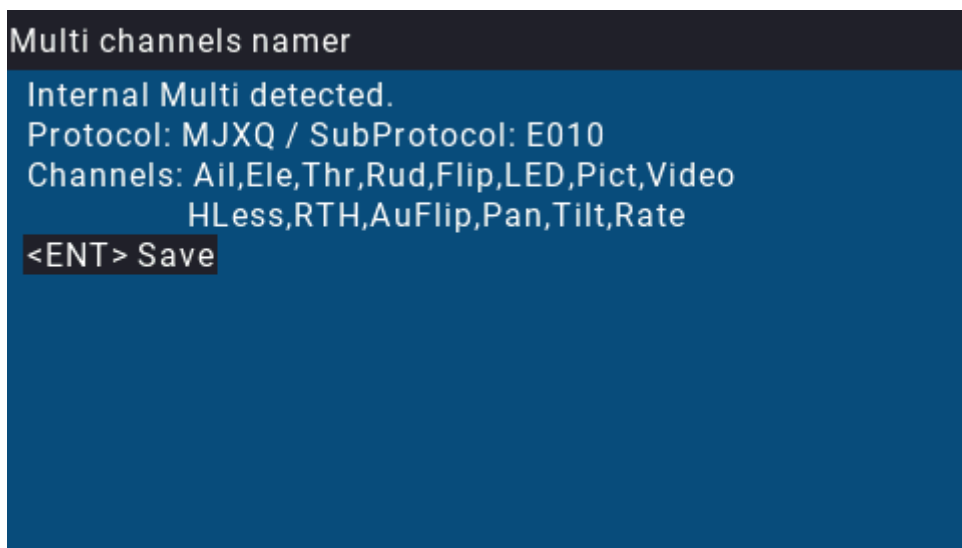 Multi channels namer
Internal Multi detected.
Protocol: MJXQ / SubProtocol: E010
Channels: Ail,Ele,Thr,Rud,Flip,LED,Pict,Video
HLess,RTH,AuFlip,Pan,Tilt,Rate
<ENT> Save